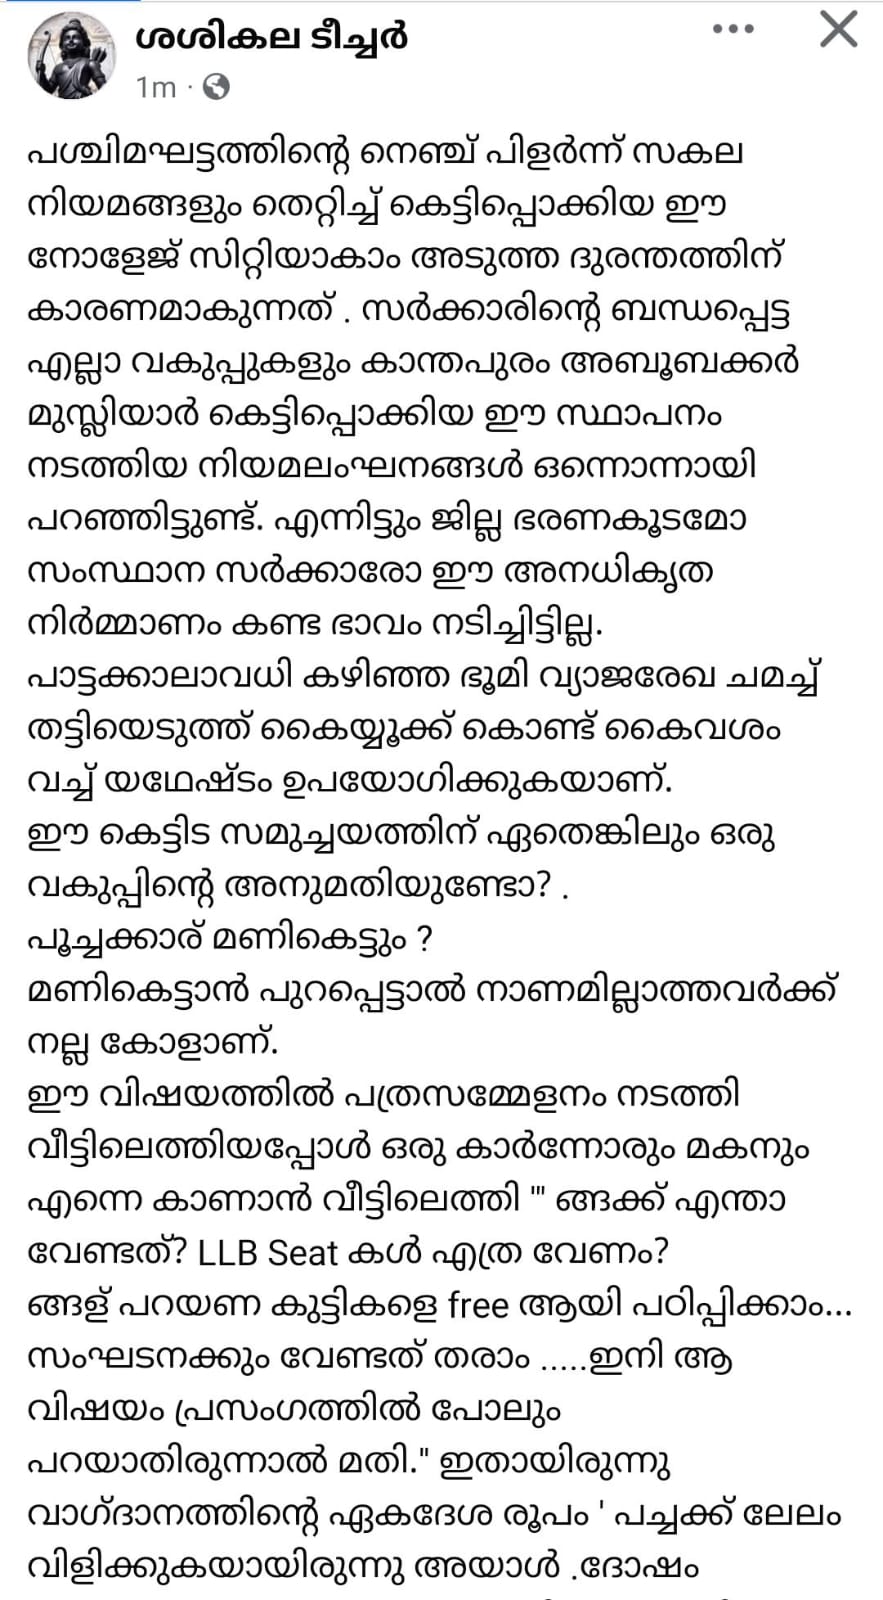 ശശികല ടീച്ചർ
1m ·
പശ്ചിമഘട്ടത്തിന്റെ നെഞ്ച് പിളർന്ന് സകല
നിയമങ്ങളും തെറ്റിച്ച് കെട്ടിപ്പൊക്കിയ ഈ
നോളേജ് സിറ്റിയാകാം അടുത്ത ദുരന്തത്തിന്
കാരണമാകുന്നത് . സർക്കാരിന്റെ ബന്ധപ്പെട്ട
എല്ലാ വകുപ്പുകളും കാന്തപുരം അബൂബക്കർ
മുസ്ലിയാർ കെട്ടിപ്പൊക്കിയ ഈ സ്ഥാപനം
നടത്തിയ നിയമലംഘനങ്ങൾ ഒന്നൊന്നായി
പറഞ്ഞിട്ടുണ്ട്. എന്നിട്ടും ജില്ല ഭരണകൂടമോ
സംസ്ഥാന സർക്കാരോ ഈ അനധികൃത
നിർമ്മാണം കണ്ട ഭാവം നടിച്ചിട്ടില്ല.
പാട്ടക്കാലാവധി കഴിഞ്ഞ ഭൂമി വ്യാജരേഖ ചമച്ച്
തട്ടിയെടുത്ത് കൈയ്യൂക്ക് കൊണ്ട് കൈവശം
വച്ച് യഥേഷ്ടം ഉപയോഗിക്കുകയാണ്.
ഈ കെട്ടിട സമുച്ചയത്തിന് ഏതെങ്കിലും ഒരു
വകുപ്പിന്റെ അനുമതിയുണ്ടോ? .
പൂച്ചക്കാര് മണികെട്ടും ?
മണികെട്ടാൻ പുറപ്പെട്ടാൽ നാണമില്ലാത്തവർക്ക്
നല്ല കോളാണ്.
ഈ വിഷയത്തിൽ പത്രസമ്മേളനം നടത്തി
വീട്ടിലെത്തിയപ്പോൾ ഒരു കാർന്നോരും മകനും
എന്നെ കാണാൻ വീട്ടിലെത്തി "' ങ്ങക്ക് എന്താ
വേണ്ടത്? LLB Seat കൾ എത്ര വേണം?
ങ്ങള് പറയണ കുട്ടികളെ free ആയി പഠിപ്പിക്കാം...
സംഘടനക്കും വേണ്ടത് തരാം .....ഇനി ആ
വിഷയം പ്രസംഗത്തിൽ പോലും
പറയാതിരുന്നാൽ മതി." ഇതായിരുന്നു
വാഗ്ദാനത്തിന്റെ ഏകദേശ രൂപം ' പച്ചക്ക് ലേലം
വിളിക്കുകയായിരുന്നു അയാൾ .ദോഷം